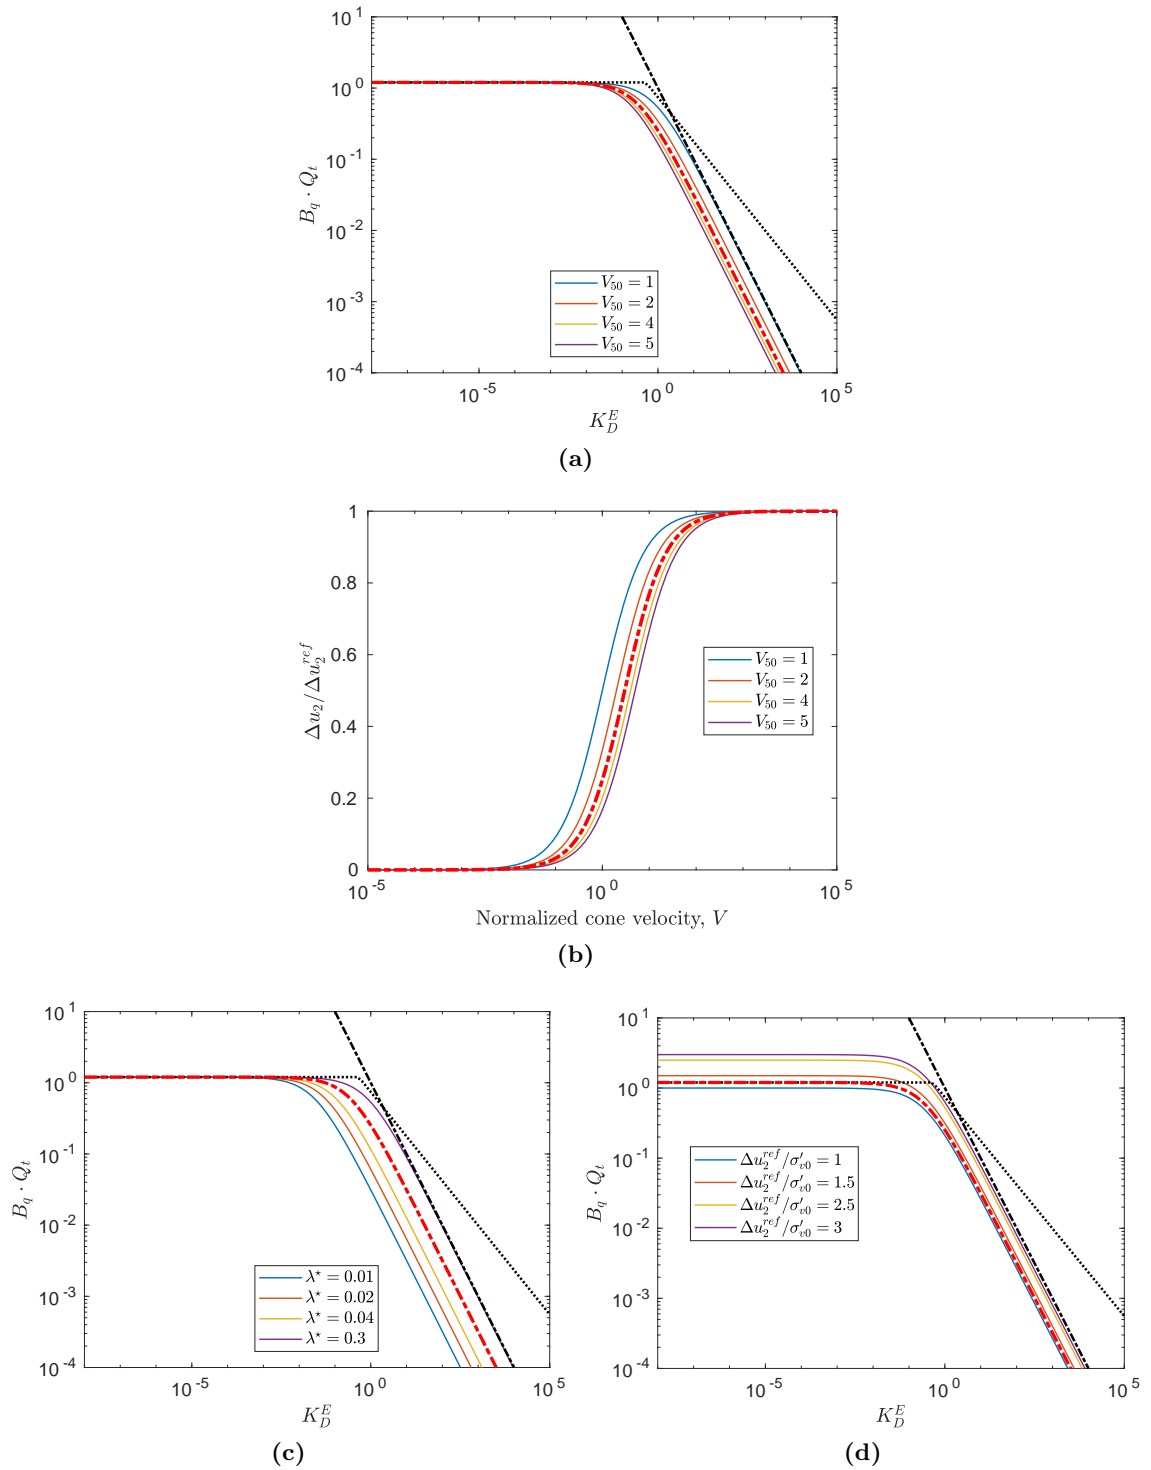 10^1
10^0
10^-1
10^-2
10^-3
10^-4
B_q · Q_t
V_50 = 1
V_50 = 2
V_50 = 4
V_50 = 5
10^-5 10^0 10^5
K_D^E
(a)
1
0.8
0.6
0.4
0.2
0
Δu_2/Δu_2^ref
V_50 = 1
V_50 = 2
V_50 = 4
V_50 = 5
10^-5 10^0 10^5
Normalized cone velocity, V
(b)
10^1
10^0
10^-1
10^-2
10^-3
10^-4
B_q · Q_t
λ* = 0.01
λ* = 0.02
λ* = 0.04
λ* = 0.3
10^-5 10^0 10^5
K_D^E
(c)
10^1
10^0
10^-1
10^-2
10^-3
10^-4
B_q · Q_t
Δu_2^ref/σ'_v0 = 1
Δu_2^ref/σ'_v0 = 1.5
Δu_2^ref/σ'_v0 = 2.5
Δu_2^ref/σ'_v0 = 3
10^-5 10^0 10^5
K_D^E
(d)